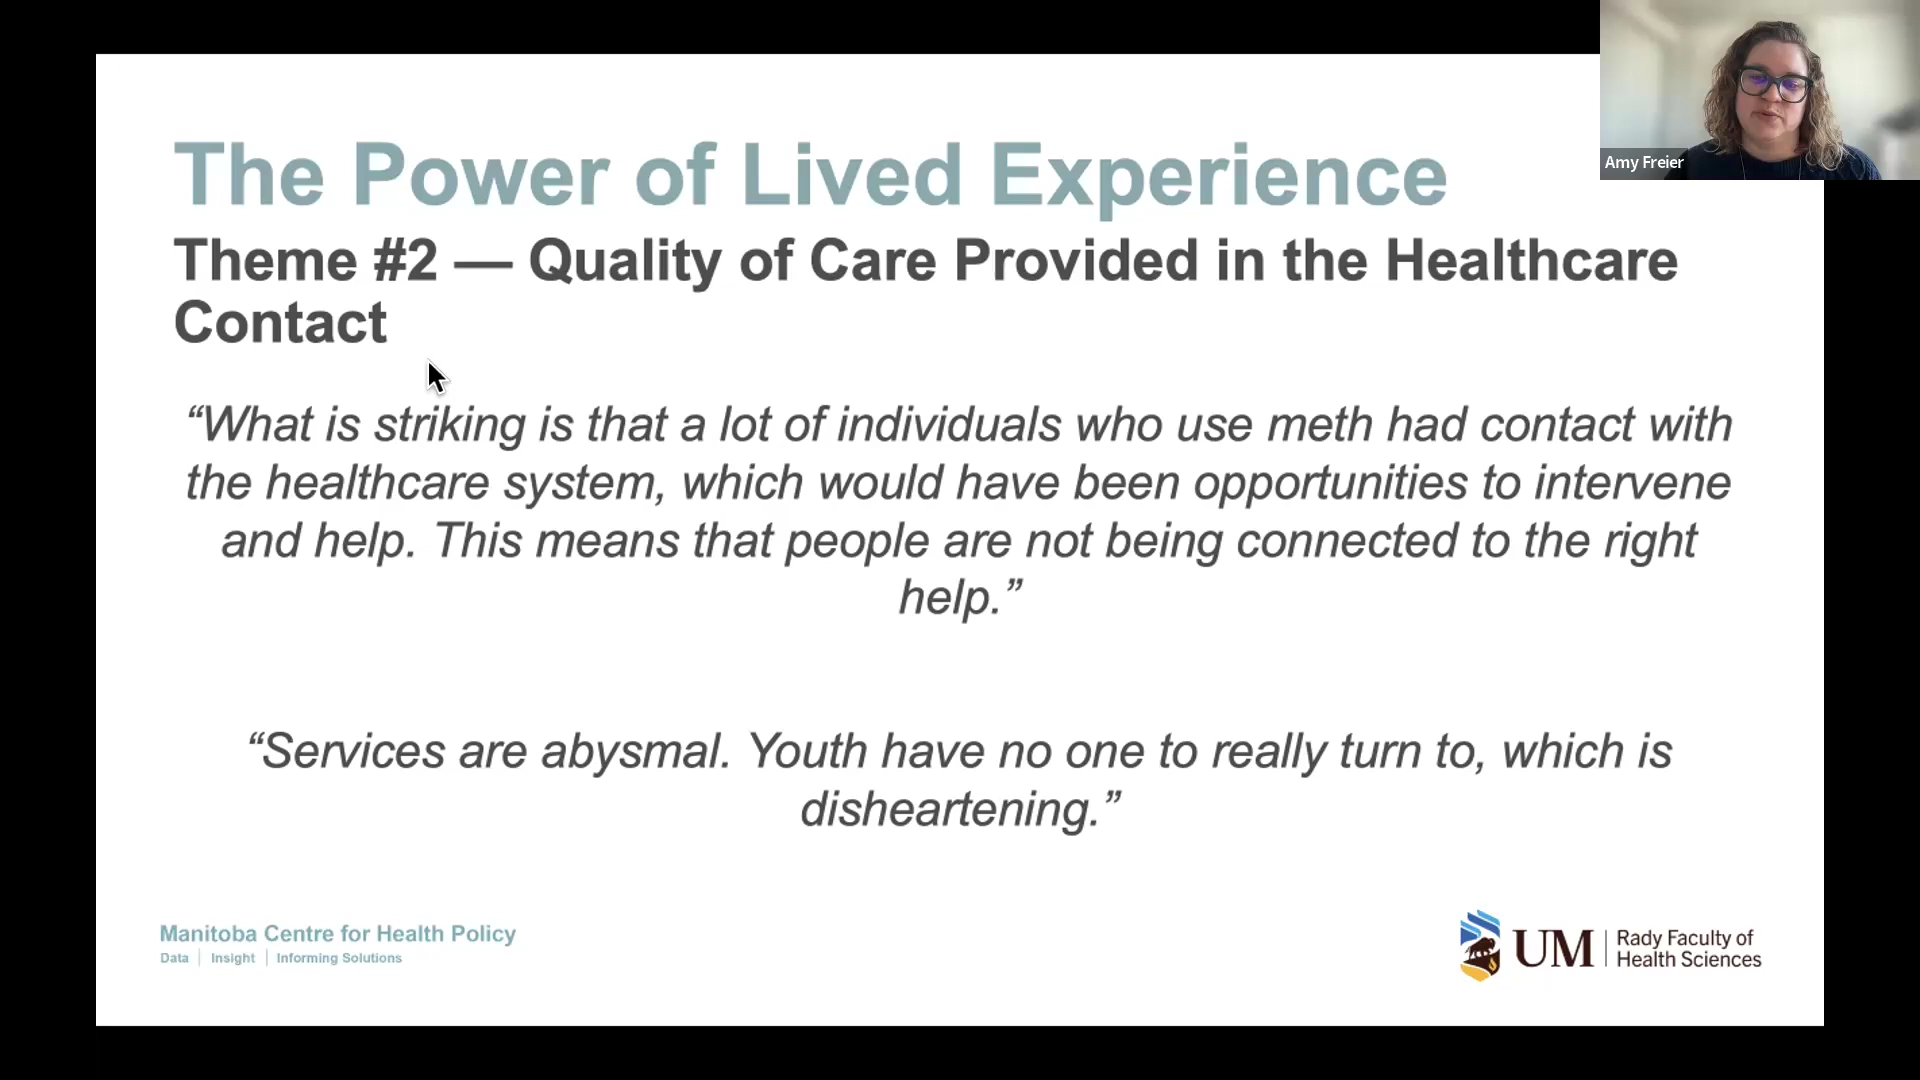 The Power of Lived Experience
Theme #2 — Quality of Care Provided in the Healthcare
Contact
“What is striking is that a lot of individuals who use meth had contact with
the healthcare system, which would have been opportunities to intervene
and help. This means that people are not being connected to the right
help.”
“Services are abysmal. Youth have no one to really turn to, which is
disheartening.”
Manitoba Centre for Health Policy
Data | Insight | Informing Solutions
UM | Rady Faculty of
Health Sciences
Amy Freier